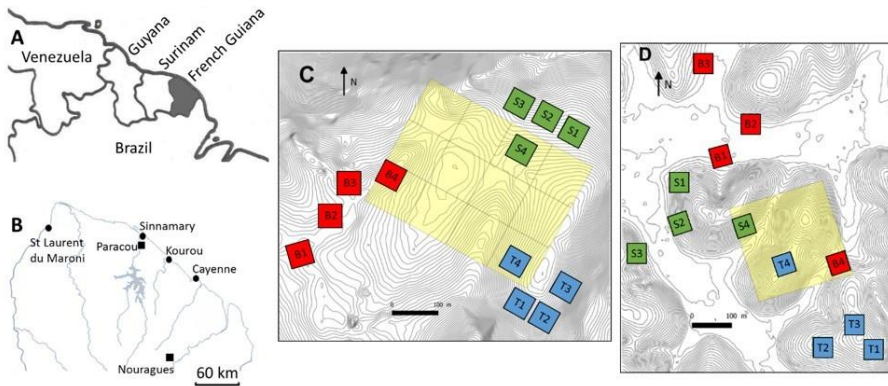 A
Guyana
Surinam
French Guiana
Venezuela
Brazil
B
St Laurent
du Maroni
Sinnamary
Paracou
Kourou
Cayenne
Nouragues
60 km
C
N
S3
S2
S1
S4
B4
B3
B2
B1
T4
T3
T1
T2
0
100 m
D
N
B3
B2
B1
S1
S2
S4
S3
T4
B4
T3
T2
T1
0
100 m